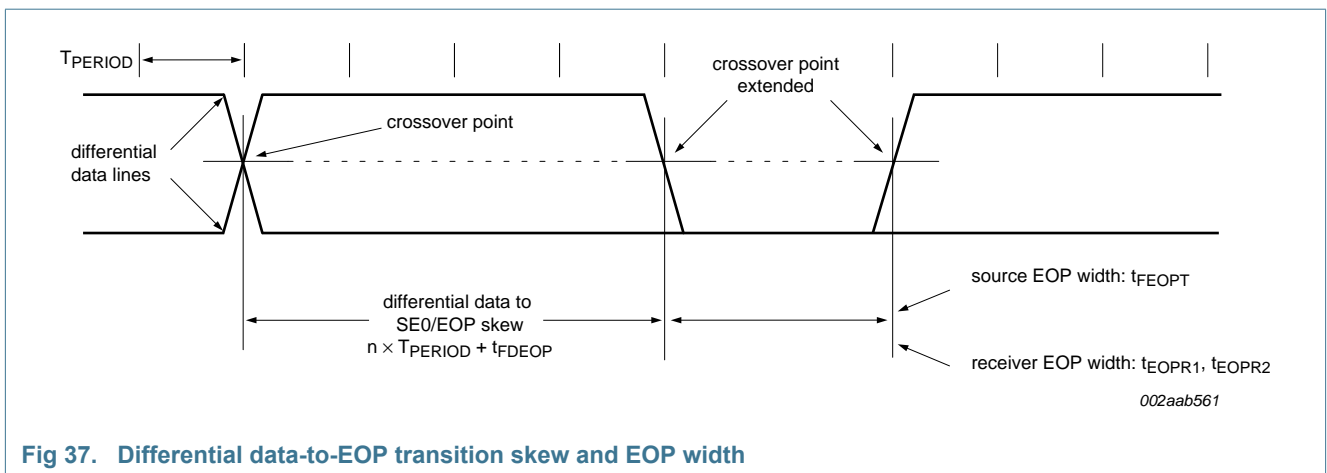 TPERIOD
crossover point
extended
crossover point
differential
data lines
differential data to
SE0/EOP skew
n × TPERIOD + tFDEOP
source EOP width: tFEOPT
receiver EOP width: tEOPR1, tEOPR2
002aab561
Fig 37. Differential data-to-EOP transition skew and EOP width